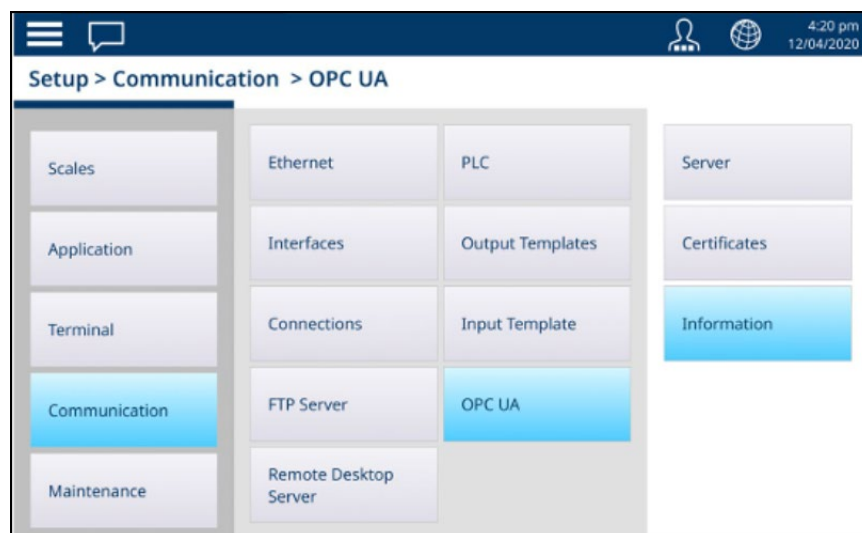 4:20 pm
12/04/2020
Setup > Communication > OPC UA
Scales
Application
Terminal
Communication
Maintenance
Ethernet
PLC
Interfaces
Output Templates
Connections
Input Template
FTP Server
OPC UA
Remote Desktop
Server
Server
Certificates
Information